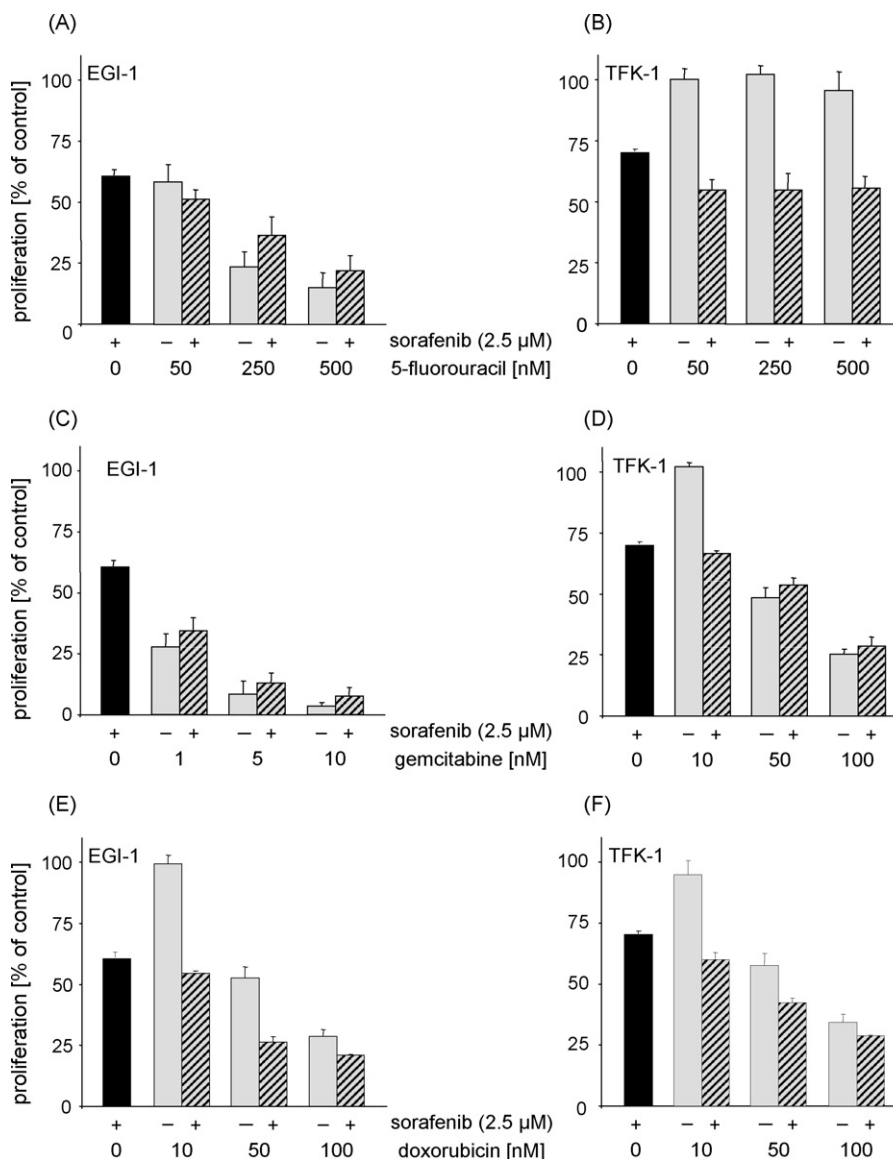 (A) (B)
EGI-1 TFK-1
proliferation [% of control]
100 100
75 75
50 50
25 25
0 0
+ – + – + – + sorafenib (2.5 µM) + – + – + – +
0 50 250 500 5-fluorouracil [nM] 0 50 250 500
(C) (D)
EGI-1 TFK-1
proliferation [% of control]
100 100
75 75
50 50
25 25
0 0
+ – + – + – + sorafenib (2.5 µM) + – + – + – +
0 1 5 10 gemcitabine [nM] 0 10 50 100
(E) (F)
EGI-1 TFK-1
proliferation [% of control]
100 100
75 75
50 50
25 25
0 0
+ – + – + – + sorafenib (2.5 µM) + – + – + – +
0 10 50 100 doxorubicin [nM] 0 10 50 100